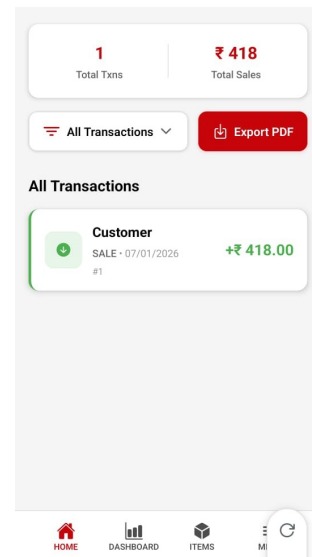 1
Total Txns
₹ 418
Total Sales
All Transactions
Export PDF
All Transactions
Customer
SALE • 07/01/2026
+₹ 418.00
#1
HOME
DASHBOARD
ITEMS